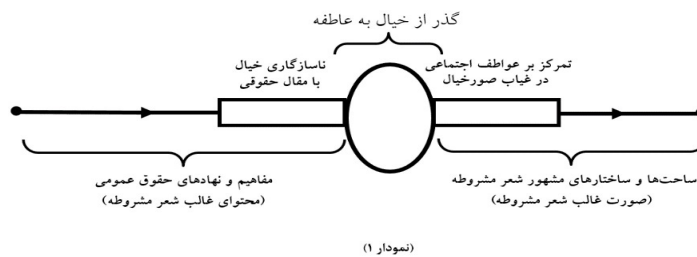 گذر از خیال به عاطفه
تمرکز بر عواطف اجتماعی
در غیاب صورخیال
ناسازگاری خیال
با مقال حقوقی
ساحت‌ها و ساختارهای مشهور شعر مشروطه
(صورت غالب شعر مشروطه)
مفاهیم و نهادهای حقوق عمومی
(محتوای غالب شعر مشروطه)
(نمودار ۱)